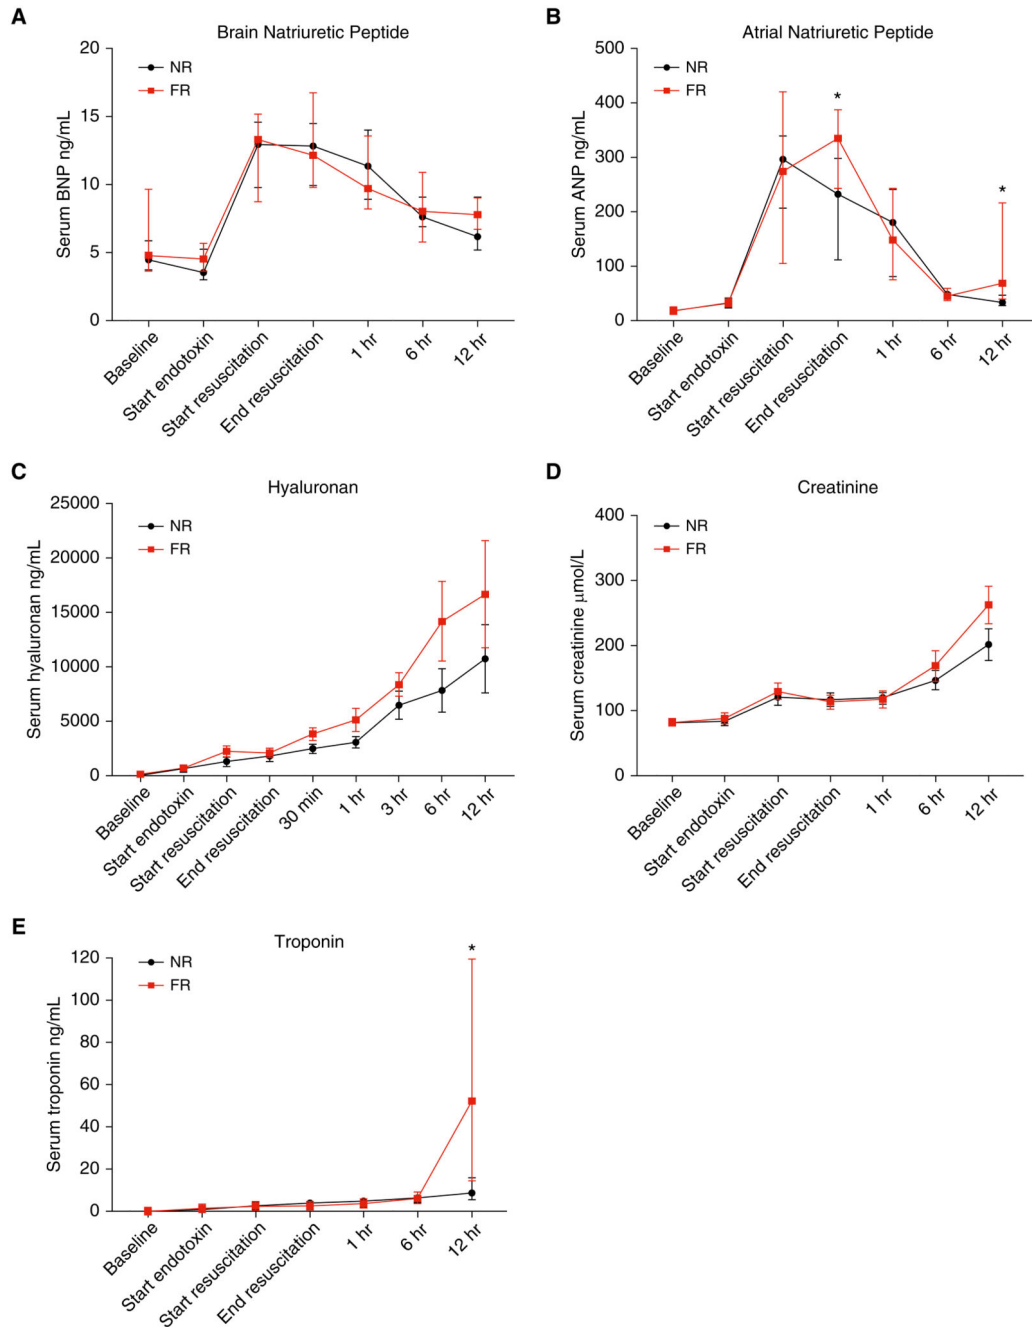 A
Brain Natriuretic Peptide
Serum BNP ng/mL
20
15
10
5
0
NR
FR
Baseline
Start endotoxin
Start resuscitation
End resuscitation
1 hr
6 hr
12 hr
B
Atrial Natriuretic Peptide
Serum ANP ng/mL
500
400
300
200
100
0
NR
FR
*
*
Baseline
Start endotoxin
Start resuscitation
End resuscitation
1 hr
6 hr
12 hr
C
Hyaluronan
Serum hyaluronan ng/mL
25000
20000
15000
10000
5000
0
NR
FR
Baseline
Start endotoxin
Start resuscitation
End resuscitation
30 min
1 hr
3 hr
6 hr
12 hr
D
Creatinine
Serum creatinine μmol/L
400
300
200
100
0
NR
FR
Baseline
Start endotoxin
Start resuscitation
End resuscitation
1 hr
6 hr
12 hr
E
Troponin
Serum troponin ng/mL
120
100
80
60
40
20
0
NR
FR
*
Baseline
Start endotoxin
Start resuscitation
End resuscitation
1 hr
6 hr
12 hr